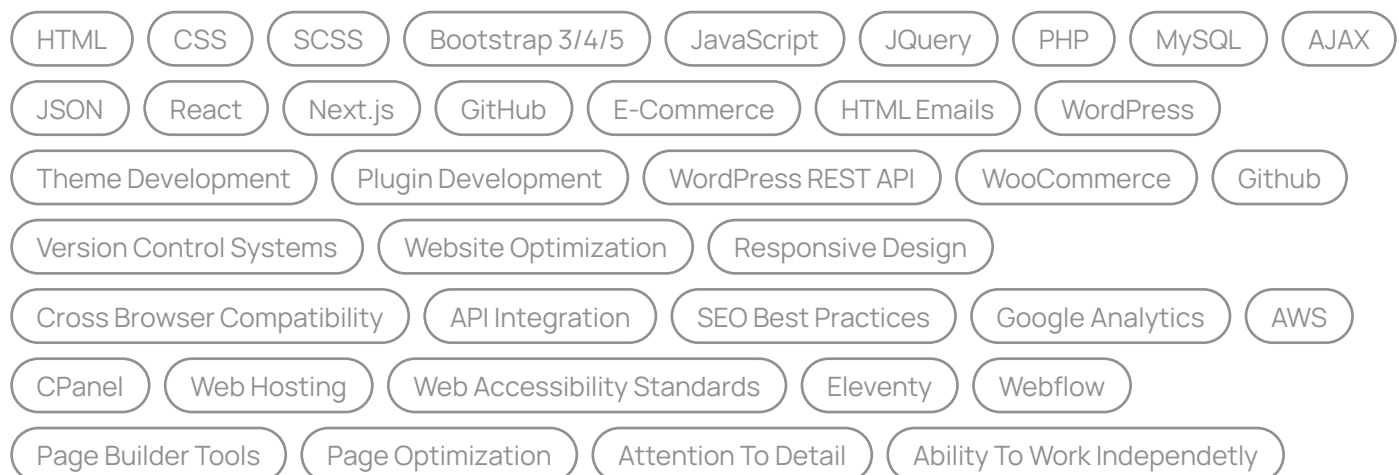 HTML CSS SCSS Bootstrap 3/4/5 JavaScript JQuery PHP MySQL AJAX
JSON React Next.js GitHub E-Commerce HTML Emails WordPress
Theme Development Plugin Development WordPress REST API WooCommerce Github
Version Control Systems Website Optimization Responsive Design
Cross Browser Compatibility API Integration SEO Best Practices Google Analytics AWS
CPanel Web Hosting Web Accessibility Standards Eleventy Webflow
Page Builder Tools Page Optimization Attention To Detail Ability To Work Independetly